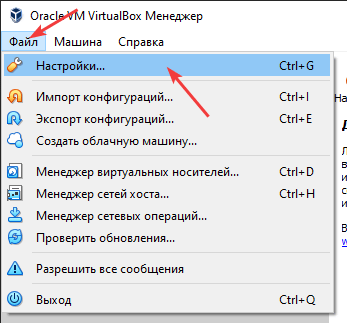 Oracle VM VirtualBox Менеджер
Файл Машина Справка
Настройки... Ctrl+G
Импорт конфигураций... Ctrl+I
Экспорт конфигураций... Ctrl+E
Создать облачную машину...
Менеджер виртуальных носителей... Ctrl+D
Менеджер сетей хоста... Ctrl+H
Менеджер сетевых операций...
Проверить обновления...
Разрешить все сообщения
Выход Ctrl+Q